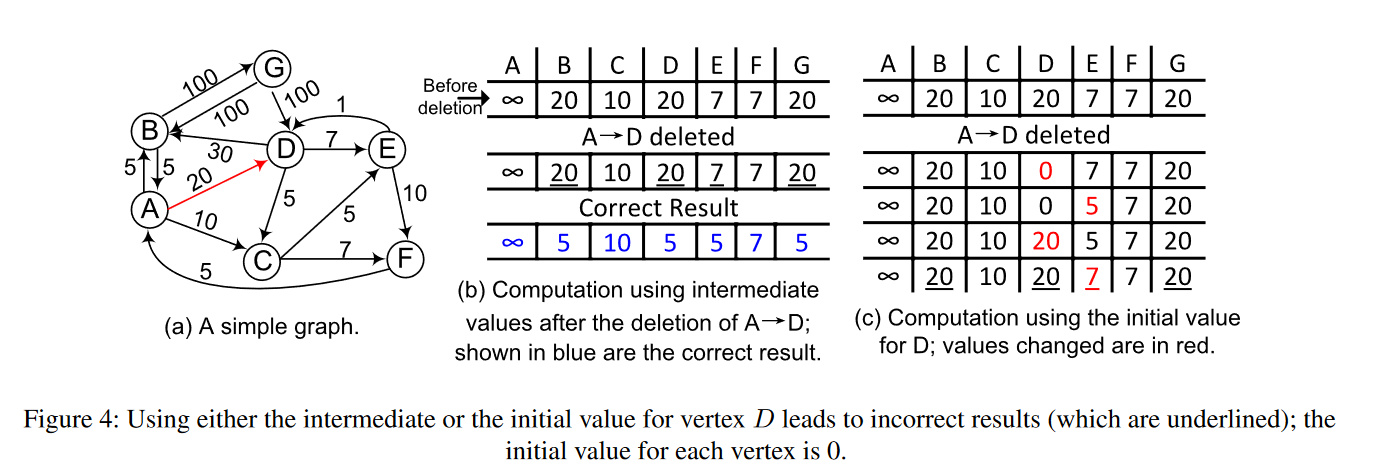 G
100
100
100
1
B
D
7
E
30
5
5
20
5
10
A
10
5
C
7
F
5
(a) A simple graph.
Before
deletion
A B C D E F G
∞ 20 10 20 7 7 20
A→D deleted
∞ 20 10 20 7 7 20
Correct Result
∞ 5 10 5 5 7 5
(b) Computation using intermediate
values after the deletion of A→D;
shown in blue are the correct result.
A B C D E F G
∞ 20 10 20 7 7 20
A→D deleted
∞ 20 10 0 7 7 20
∞ 20 10 0 5 7 20
∞ 20 10 20 5 7 20
∞ 20 10 20 7 7 20
(c) Computation using the initial value
for D; values changed are in red.
Figure 4: Using either the intermediate or the initial value for vertex D leads to incorrect results (which are underlined); the
initial value for each vertex is 0.